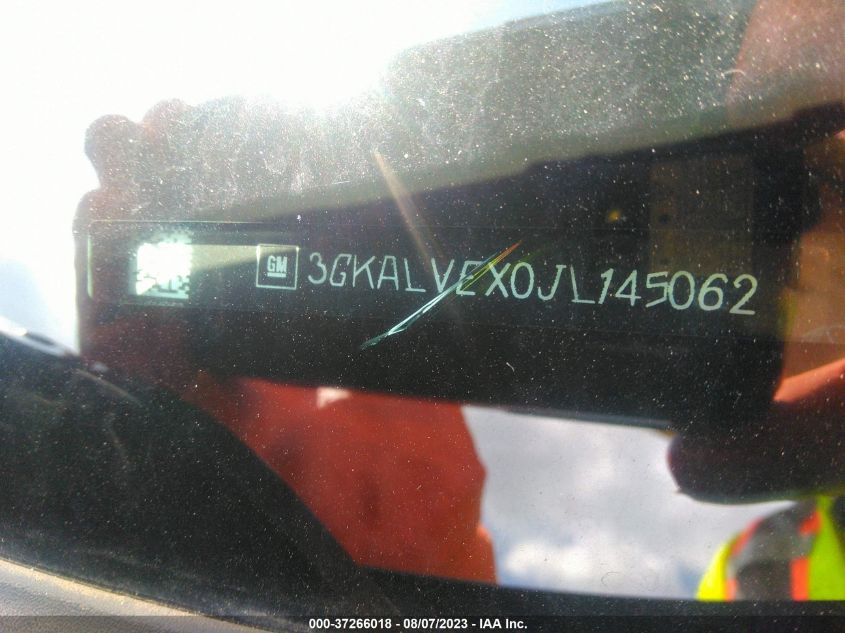 GM 3GKALVEX0JL145062
000-37266018 - 08/07/2023 - IAA Inc.